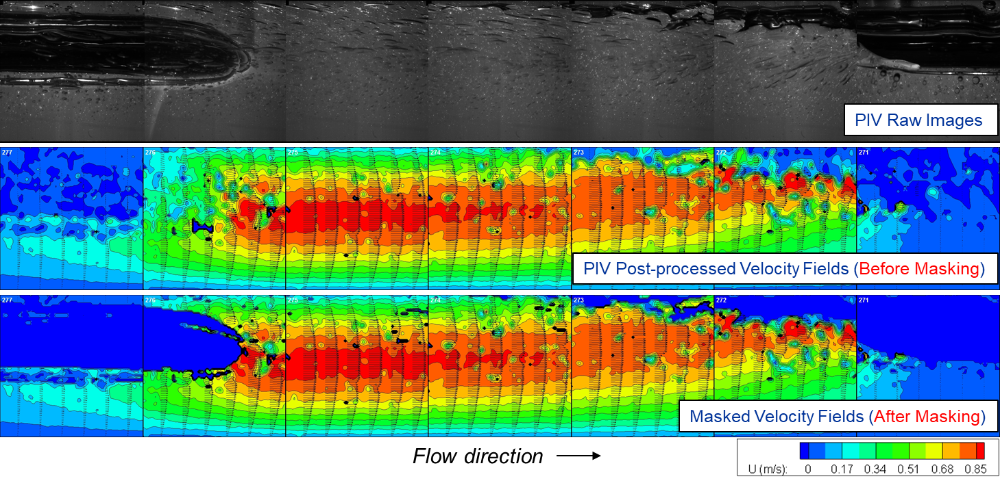 PIV Raw Images
277 276 275 274 273 272 271
PIV Post-processed Velocity Fields (Before Masking)
277 276 275 274 273 272 271
Masked Velocity Fields (After Masking)
Flow direction
U (m/s): 0 0.17 0.34 0.51 0.68 0.85